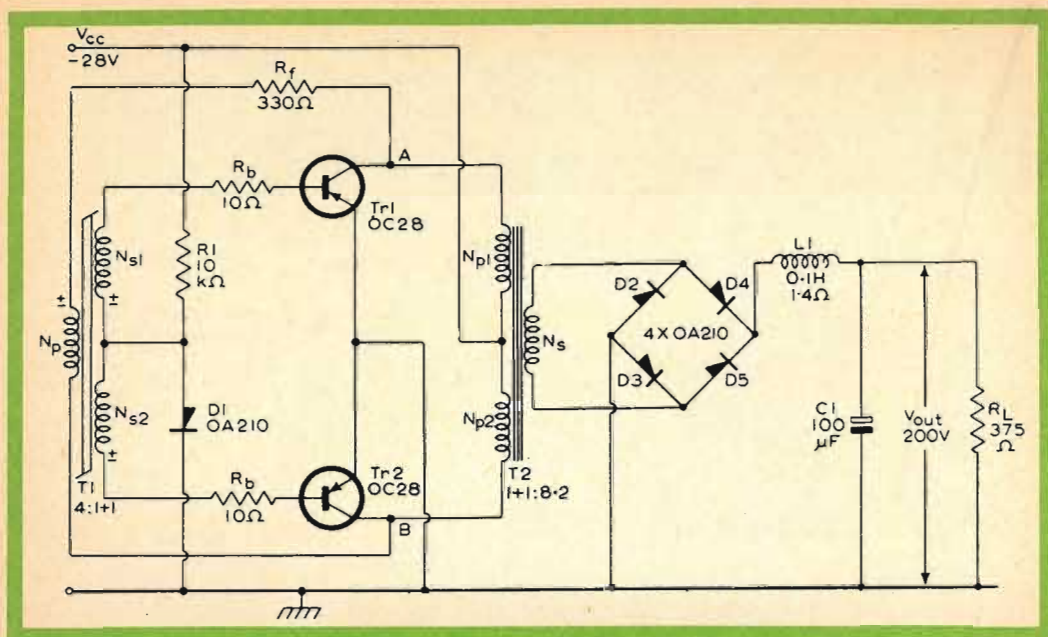 Vcc
-28V
Rf
330Ω
A
Rb
10Ω
Tr1
OC28
Ns1
R1
10
kΩ
±
±
Np
Np1
Ns
D2
D4
4 X OA210
D3
D5
L1
0·1H
1·4Ω
Ns2
D1
OA210
±
T1
4:1+1
Rb
10Ω
Tr2
OC28
B
Np2
T2
1+1:8·2
C1
100
μF
Vout
200V
RL
375
Ω